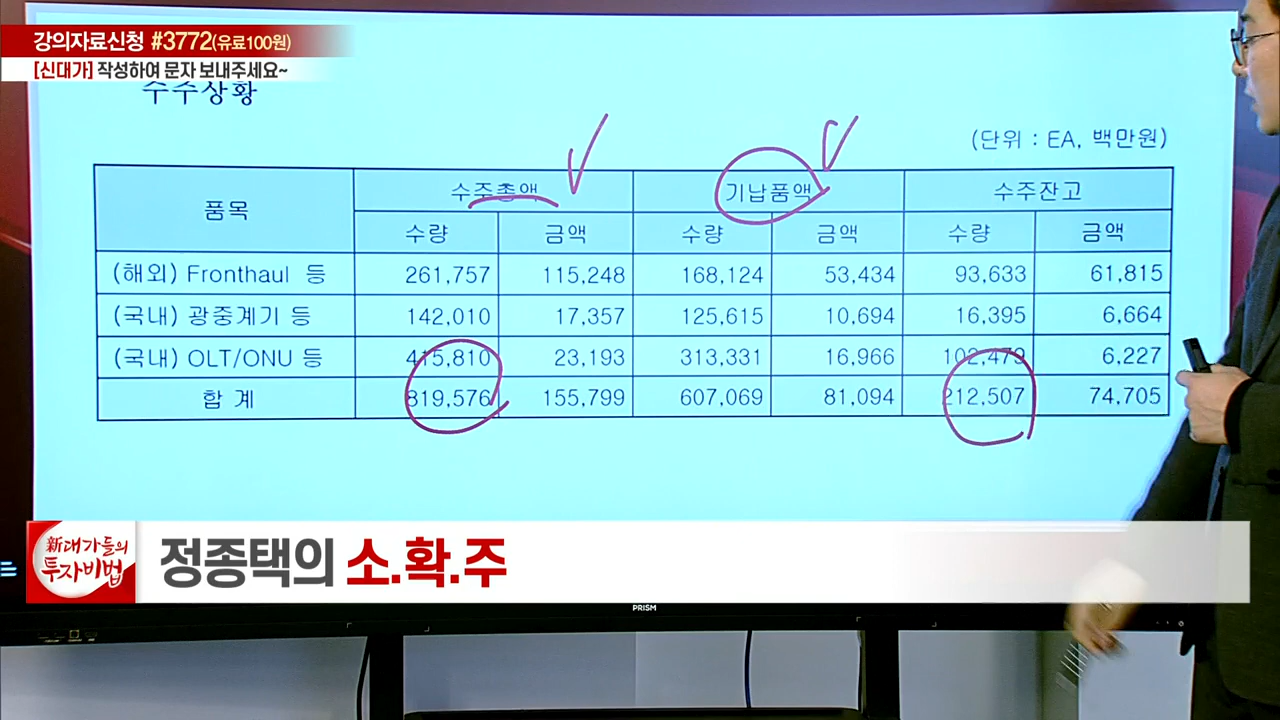 강의자료신청 #3772(유료100원)
[신대가] 작성하여 문자 보내주세요~
수주상황
(단위 : EA, 백만원)
품목 수주총액 기납품액 수주잔고
수량 금액 수량 금액 수량 금액
(해외) Fronthaul 등 261,757 115,248 168,124 53,434 93,633 61,815
(국내) 광중계기 등 142,010 17,357 125,615 10,694 16,395 6,664
(국내) OLT/ONU 등 415,810 23,193 313,331 16,966 102,479 6,227
합 계 819,576 155,799 607,069 81,094 212,507 74,705
新대가들의
투자비법
정종택의 소.확.주
PRISM